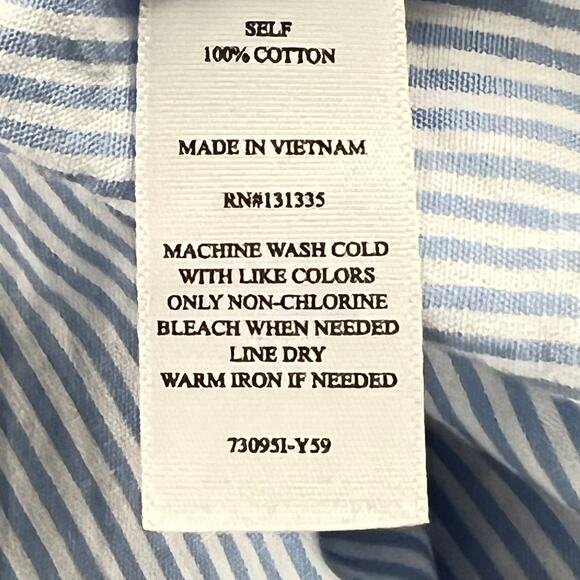 SELF
100% COTTON
MADE IN VIETNAM
RN#131335
MACHINE WASH COLD
WITH LIKE COLORS
ONLY NON-CHLORINE
BLEACH WHEN NEEDED
LINE DRY
WARM IRON IF NEEDED
73095I-Y59